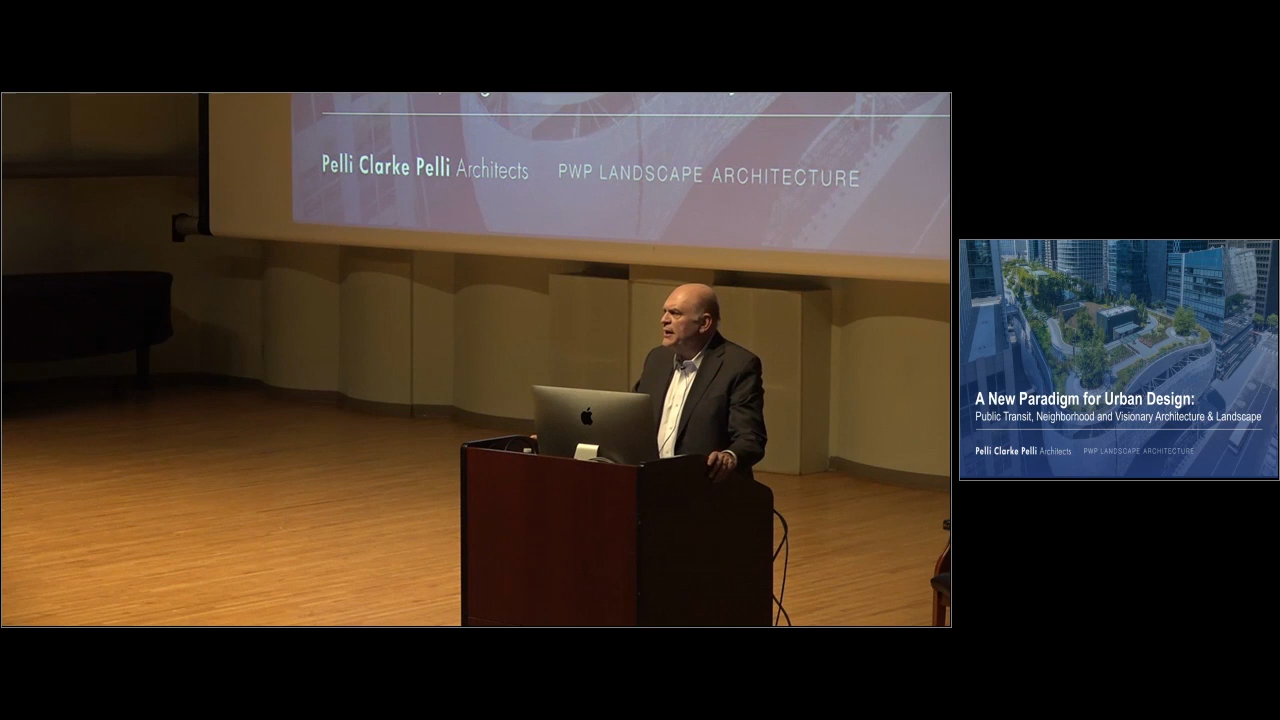 Pelli Clarke Pelli Architects PWP LANDSCAPE ARCHITECTURE
A New Paradigm for Urban Design:
Public Transit, Neighborhood and Visionary Architecture & Landscape
Pelli Clarke Pelli Architects PWP LANDSCAPE ARCHITECTURE